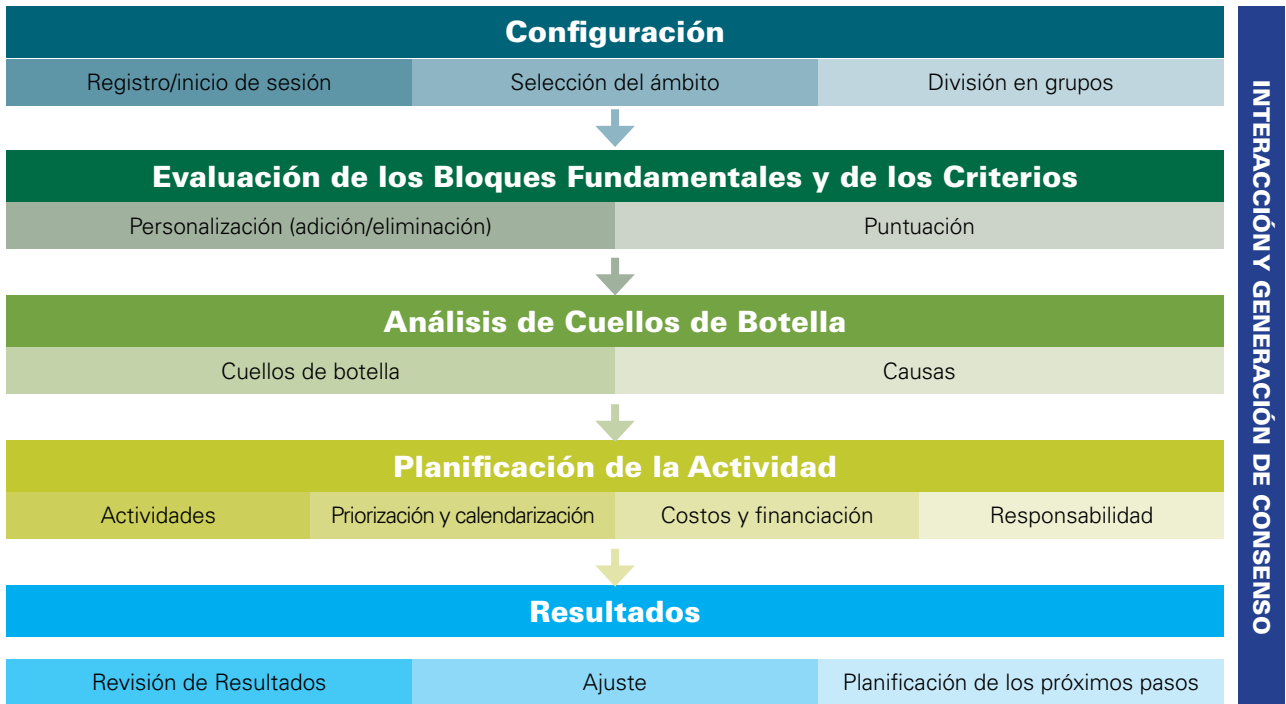 Configuración
Registro/inicio de sesión
Selección del ámbito
División en grupos
Evaluación de los Bloques Fundamentales y de los Criterios
Personalización (adición/eliminación)
Puntuación
Análisis de Cuellos de Botella
Cuellos de botella
Causas
Planificación de la Actividad
Actividades
Priorización y calendarización
Costos y financiación
Responsabilidad
Resultados
Revisión de Resultados
Ajuste
Planificación de los próximos pasos
INTERACCIÓN Y GENERACIÓN DE CONSENSO